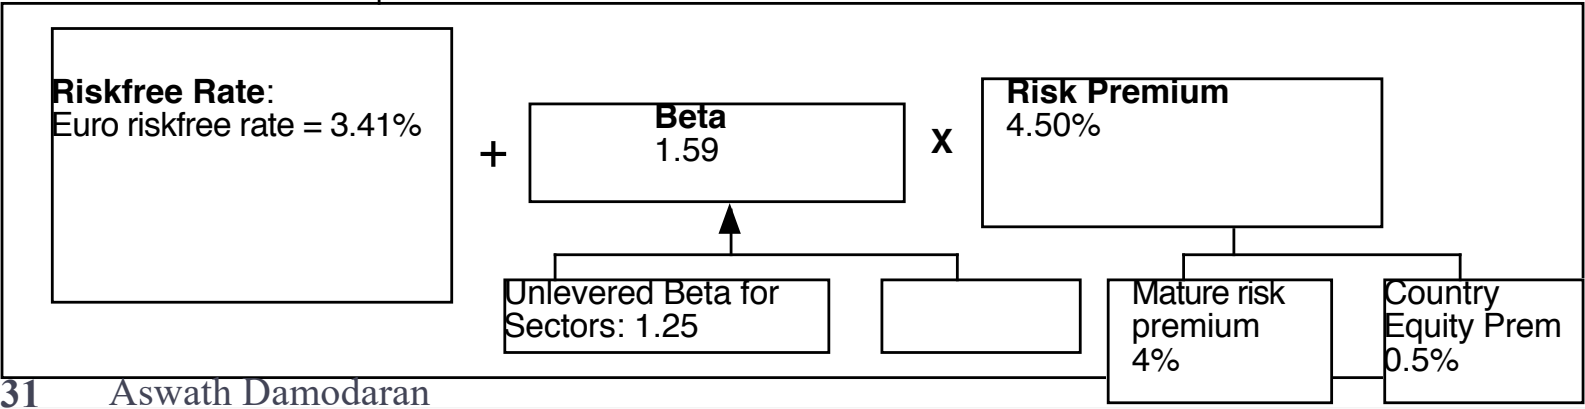 Riskfree Rate:
Euro riskfree rate = 3.41%
+
Beta
1.59
X
Risk Premium
4.50%
Unlevered Beta for
Sectors: 1.25
Mature risk
premium
4%
Country
Equity Prem
0.5%
31 Aswath Damodaran